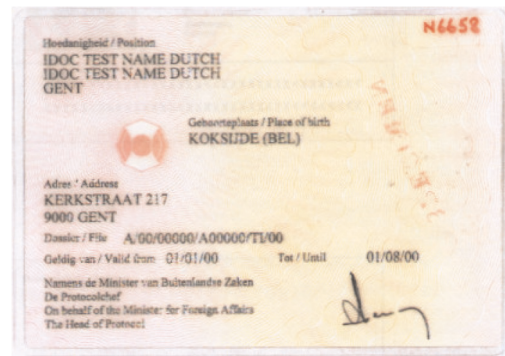 N6658
Hoedanigheid / Position
IDOC TEST NAME DUTCH
IDOC TEST NAME DUTCH
GENT
Geboorteplaats / Place of birth
KOKSIJDE (BEL)
Adres / Address
KERKSTRAAT 217
9000 GENT
Dossier / File A/00/00000/A00000/TI/00
Geldig van / Valid from 01/01/00 Tot / Until 01/08/00
Namens de Minister van Buitenlandse Zaken
De Protocolchef
On behalf of the Minister for Foreign Affairs
The Head of Protocol